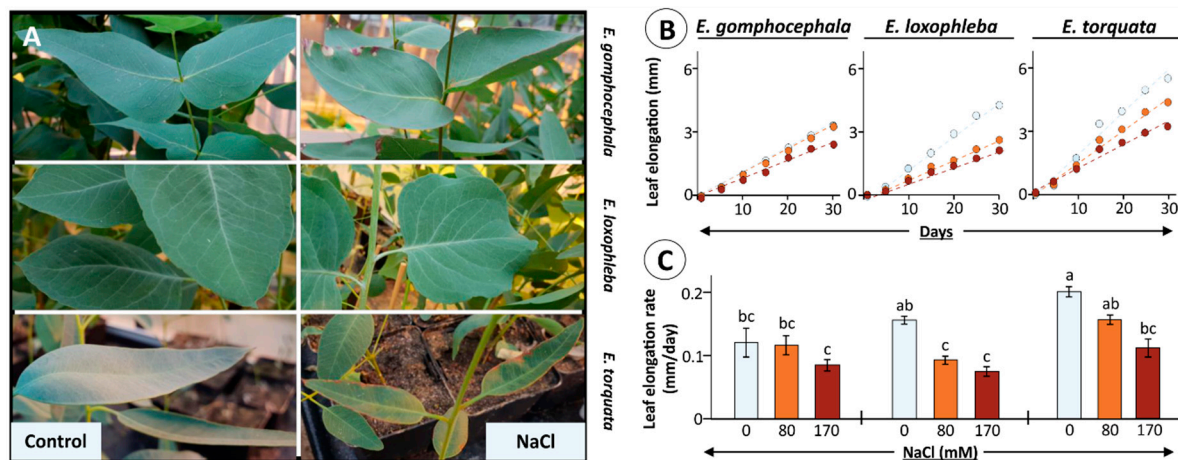 A
E. gomphocephala
E. loxophleba
E. torquata
Control
NaCl
B
E. gomphocephala
E. loxophleba
E. torquata
Leaf elongation (mm)
6
3
0
10
20
30
6
3
0
10
20
30
6
3
0
10
20
30
Days
C
Leaf elongation rate
(mm/day)
0.2
0.1
0
bc
bc
c
ab
c
c
a
ab
bc
0
80
170
0
80
170
0
80
170
NaCl (mM)